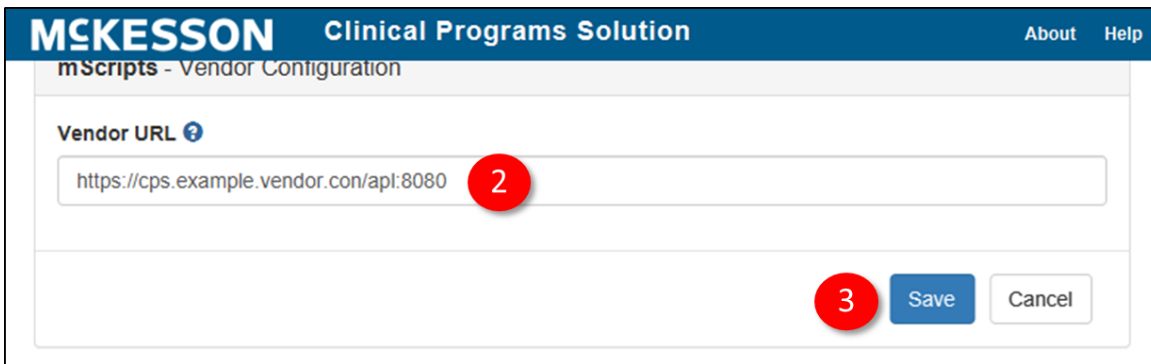 MCKESSON Clinical Programs Solution About Help
mScripts - Vendor Configuration
Vendor URL ?
https://cps.example.vendor.con/apl:8080 2
3 Save Cancel